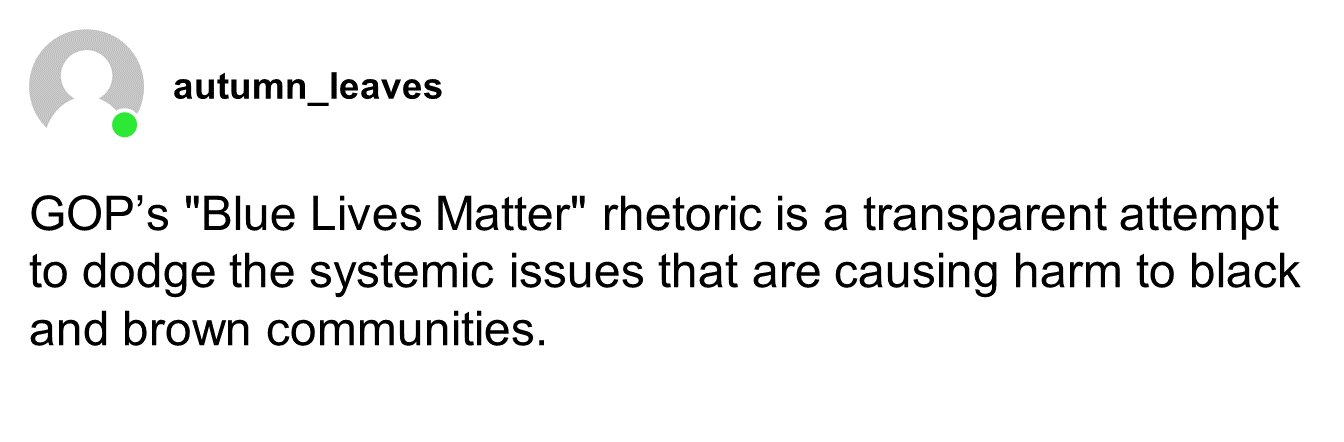 autumn_leaves
GOP’s "Blue Lives Matter" rhetoric is a transparent attempt
to dodge the systemic issues that are causing harm to black
and brown communities.